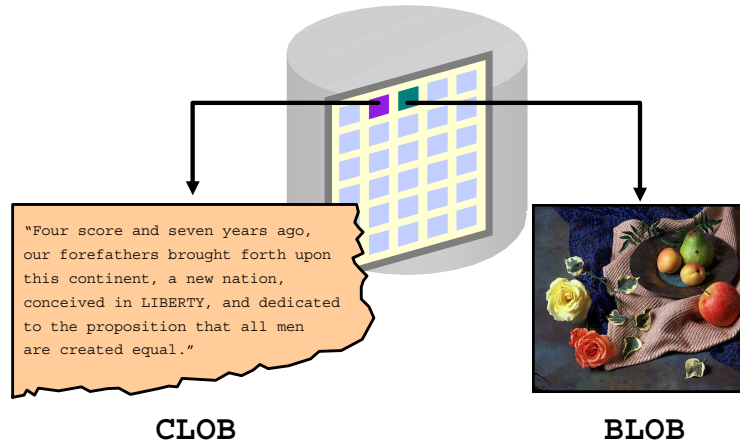 “Four score and seven years ago,
our forefathers brought forth upon
this continent, a new nation,
conceived in LIBERTY, and dedicated
to the proposition that all men
are created equal.”
CLOB
BLOB